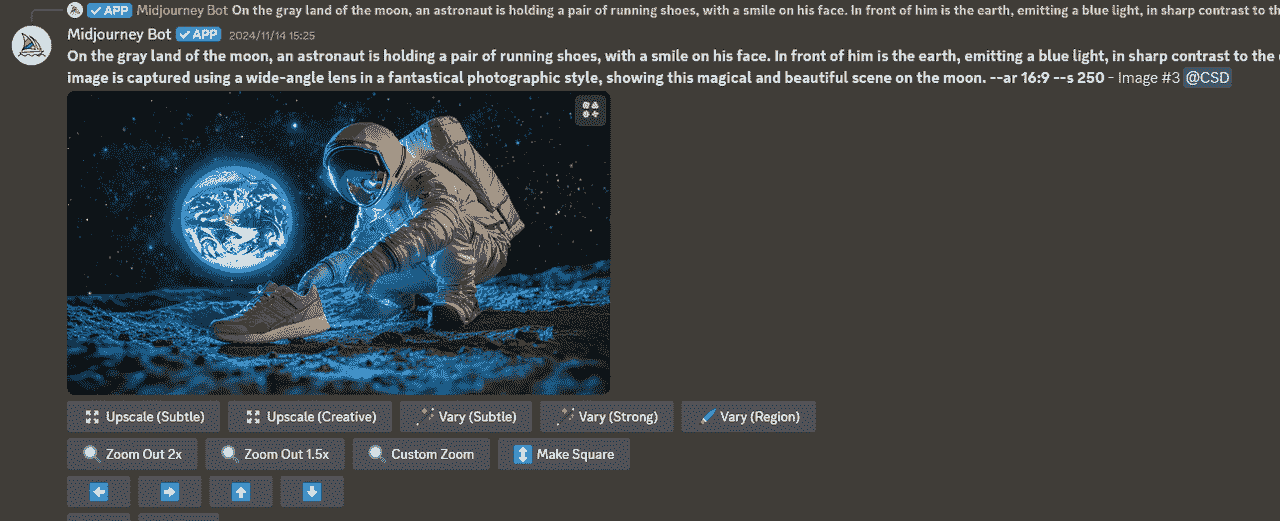 APP Midjourney Bot On the gray land of the moon, an astronaut is holding a pair of running shoes, with a smile on his face. In front of him is the earth, emitting a blue light, in sharp contrast to th
Midjourney Bot APP 2024/11/14 15:25
On the gray land of the moon, an astronaut is holding a pair of running shoes, with a smile on his face. In front of him is the earth, emitting a blue light, in sharp contrast to the
image is captured using a wide-angle lens in a fantastical photographic style, showing this magical and beautiful scene on the moon. --ar 16:9 --s 250 - Image #3 @CSD
Upscale (Subtle) Upscale (Creative) Vary (Subtle) Vary (Strong) Vary (Region)
Zoom Out 2x Zoom Out 1.5x Custom Zoom Make Square